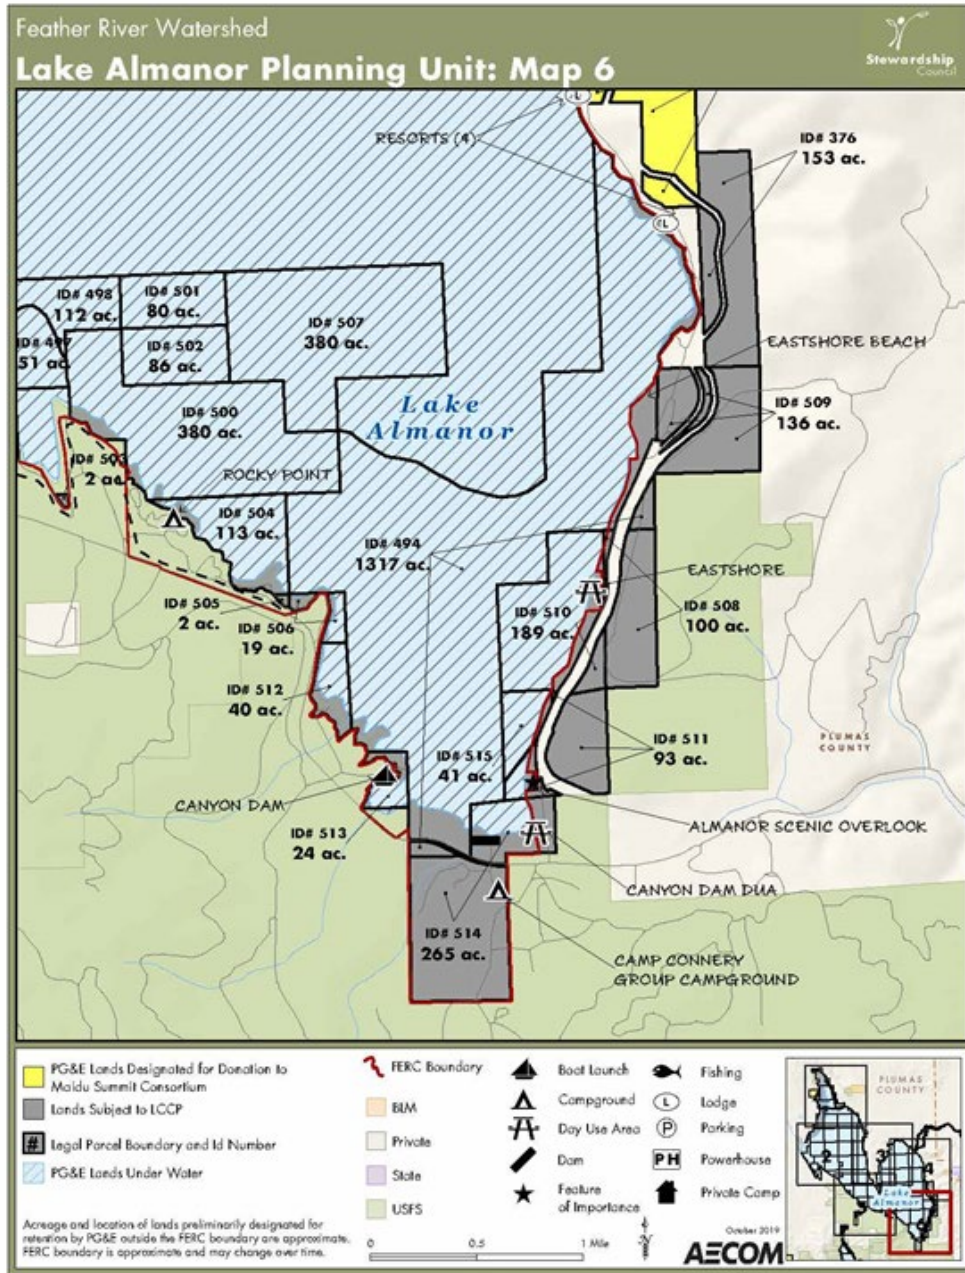 Feather River Watershed
Lake Almanor Planning Unit: Map 6
Stewardship
Council
RESORTS (4)
L
ID# 376
153 ac.
L
ID# 498
112 ac.
ID# 501
80 ac.
ID# 497
51 ac.
ID# 502
86 ac.
ID# 507
380 ac.
EASTSHORE BEACH
Lake
Almanor
ID# 509
136 ac.
ID# 500
380 ac.
ID# 503
2 ac.
ROCKY POINT
ID# 504
113 ac.
ID# 494
1317 ac.
EASTSHORE
ID# 505
2 ac.
ID# 506
19 ac.
ID# 510
189 ac.
ID# 508
100 ac.
ID# 512
40 ac.
ID# 511
93 ac.
PLUMAS
COUNTY
ID# 515
41 ac.
CANYON DAM
ID# 513
24 ac.
ALMANOR SCENIC OVERLOOK
CANYON DAM DUA
ID# 514
265 ac.
CAMP CONNERY
GROUP CAMPGROUND
PG&E Lands Designated for Donation to
Maidu Summit Consortium
Lands Subject to LCCP
# Legal Parcel Boundary and Id Number
PG&E Lands Under Water
Acreage and location of lands preliminarily designated for
retention by PG&E outside the FERC boundary are approximate.
FERC boundary is approximate and may change over time.
FERC Boundary
BLM
Private
State
USFS
Boat Launch
Campground
Day Use Area
Dam
Feature
of Importance
Fishing
L Lodge
P Parking
PH Powerhouse
Private Camp
0 0.5 1 Mile
October 2019
AECOM
PLUMAS
COUNTY
2
3
4
Lake
Almanor